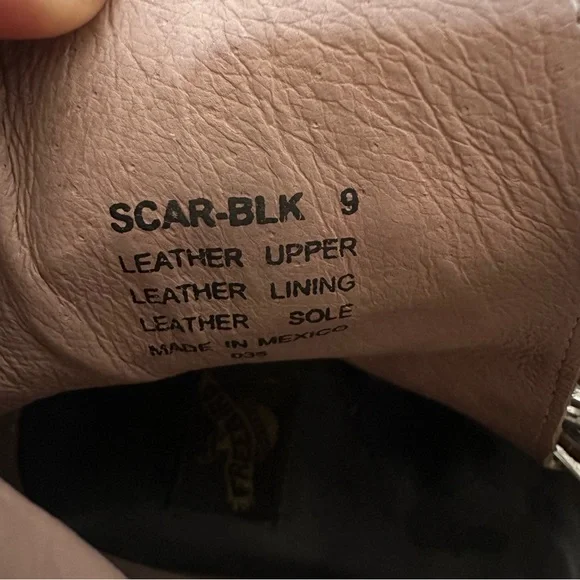 SCAR-BLK 9
LEATHER UPPER
LEATHER LINING
LEATHER SOLE
MADE IN MEXICO
035